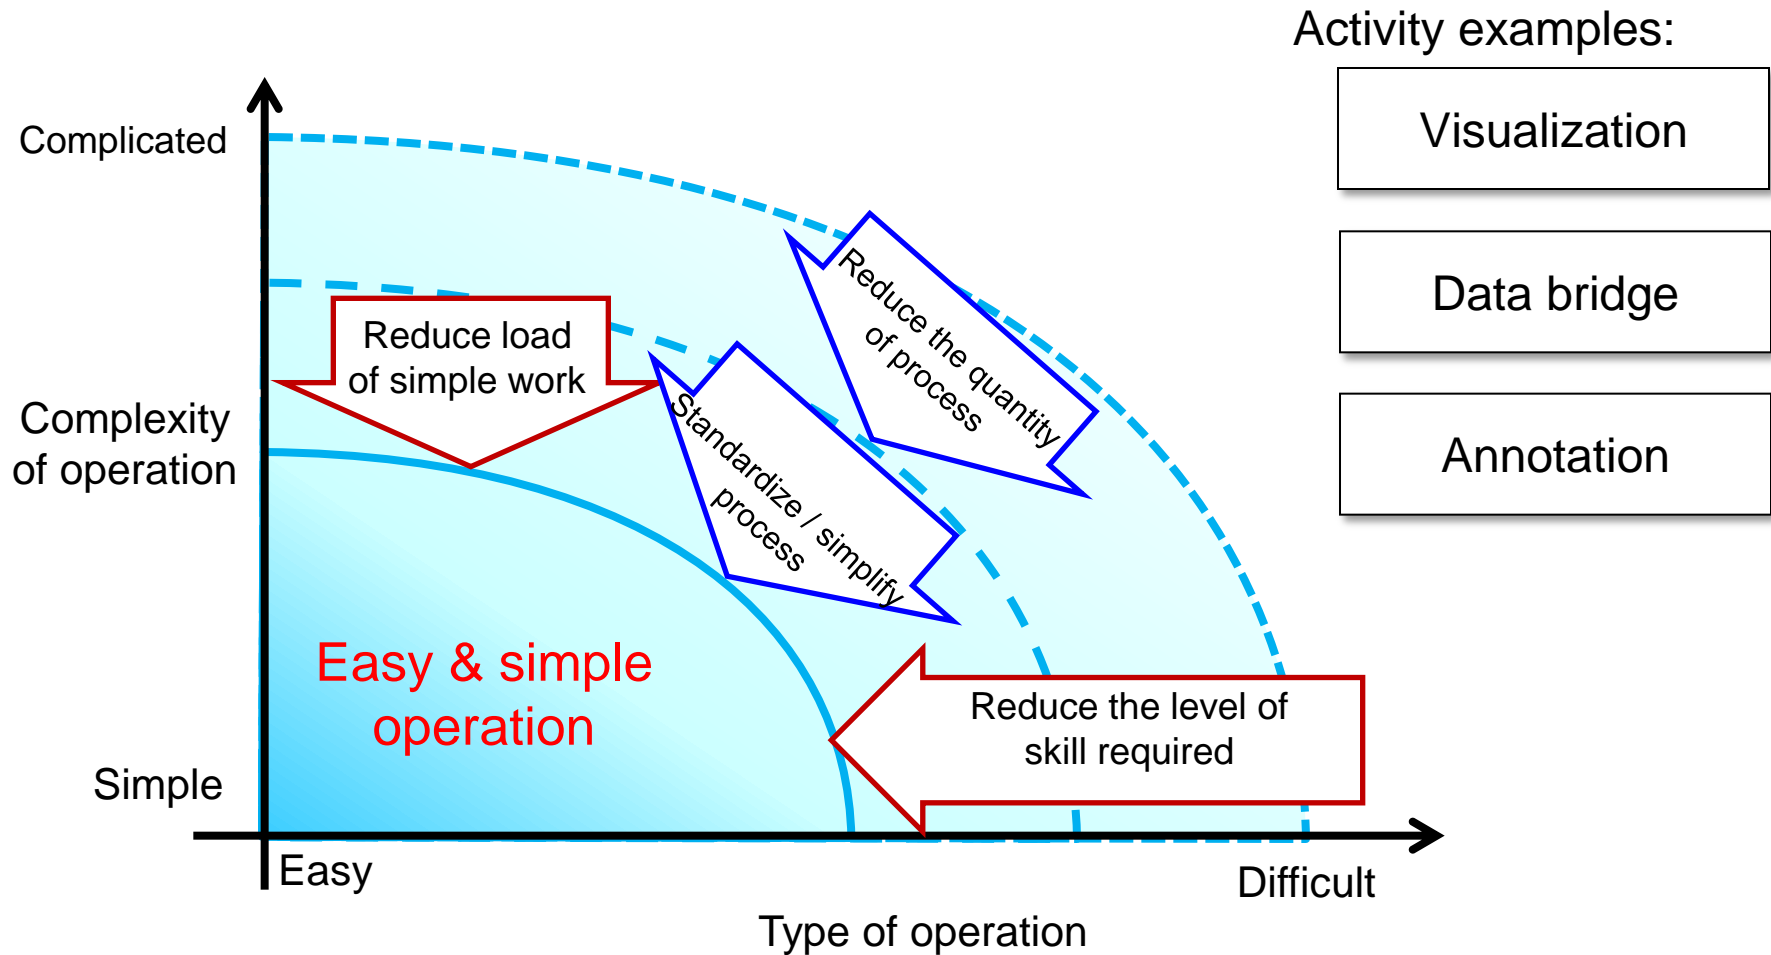 Activity examples:
Visualization
Data bridge
Annotation
Complicated
Complexity
of operation
Simple
Reduce load
of simple work
Reduce the quantity
of process
Standardize / simplify
process
Easy & simple
operation
Reduce the level of
skill required
Easy
Difficult
Type of operation